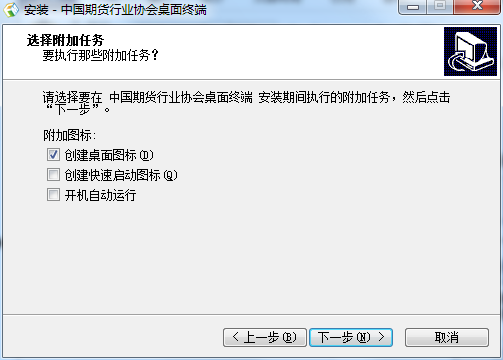 安装 - 中国期货行业协会桌面终端
选择附加任务
要执行那些附加任务？
请选择要在 中国期货行业协会桌面终端 安装期间执行的附加任务，然后点击
“下一步”。
附加图标:
创建桌面图标(D)
创建快速启动图标(Q)
开机自动运行
< 上一步(B)
下一步(N) >
取消